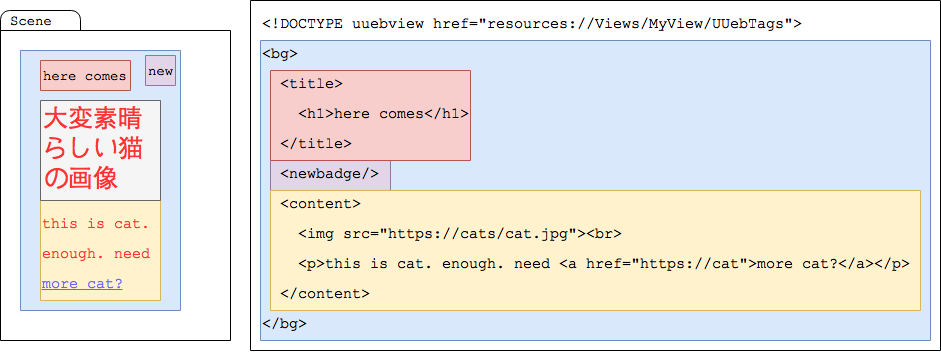 Scene
here comes
new
大変素晴
らしい猫
の画像
this is cat.
enough. need
more cat?
<!DOCTYPE uuebview href="resources://Views/MyView/UUebTags">
<bg>
<title>
<h1>here comes</h1>
</title>
<newbadge/>
<content>
<img src="https://cats/cat.jpg"><br>
<p>this is cat. enough. need <a href="https://cat">more cat?</a></p>
</content>
</bg>